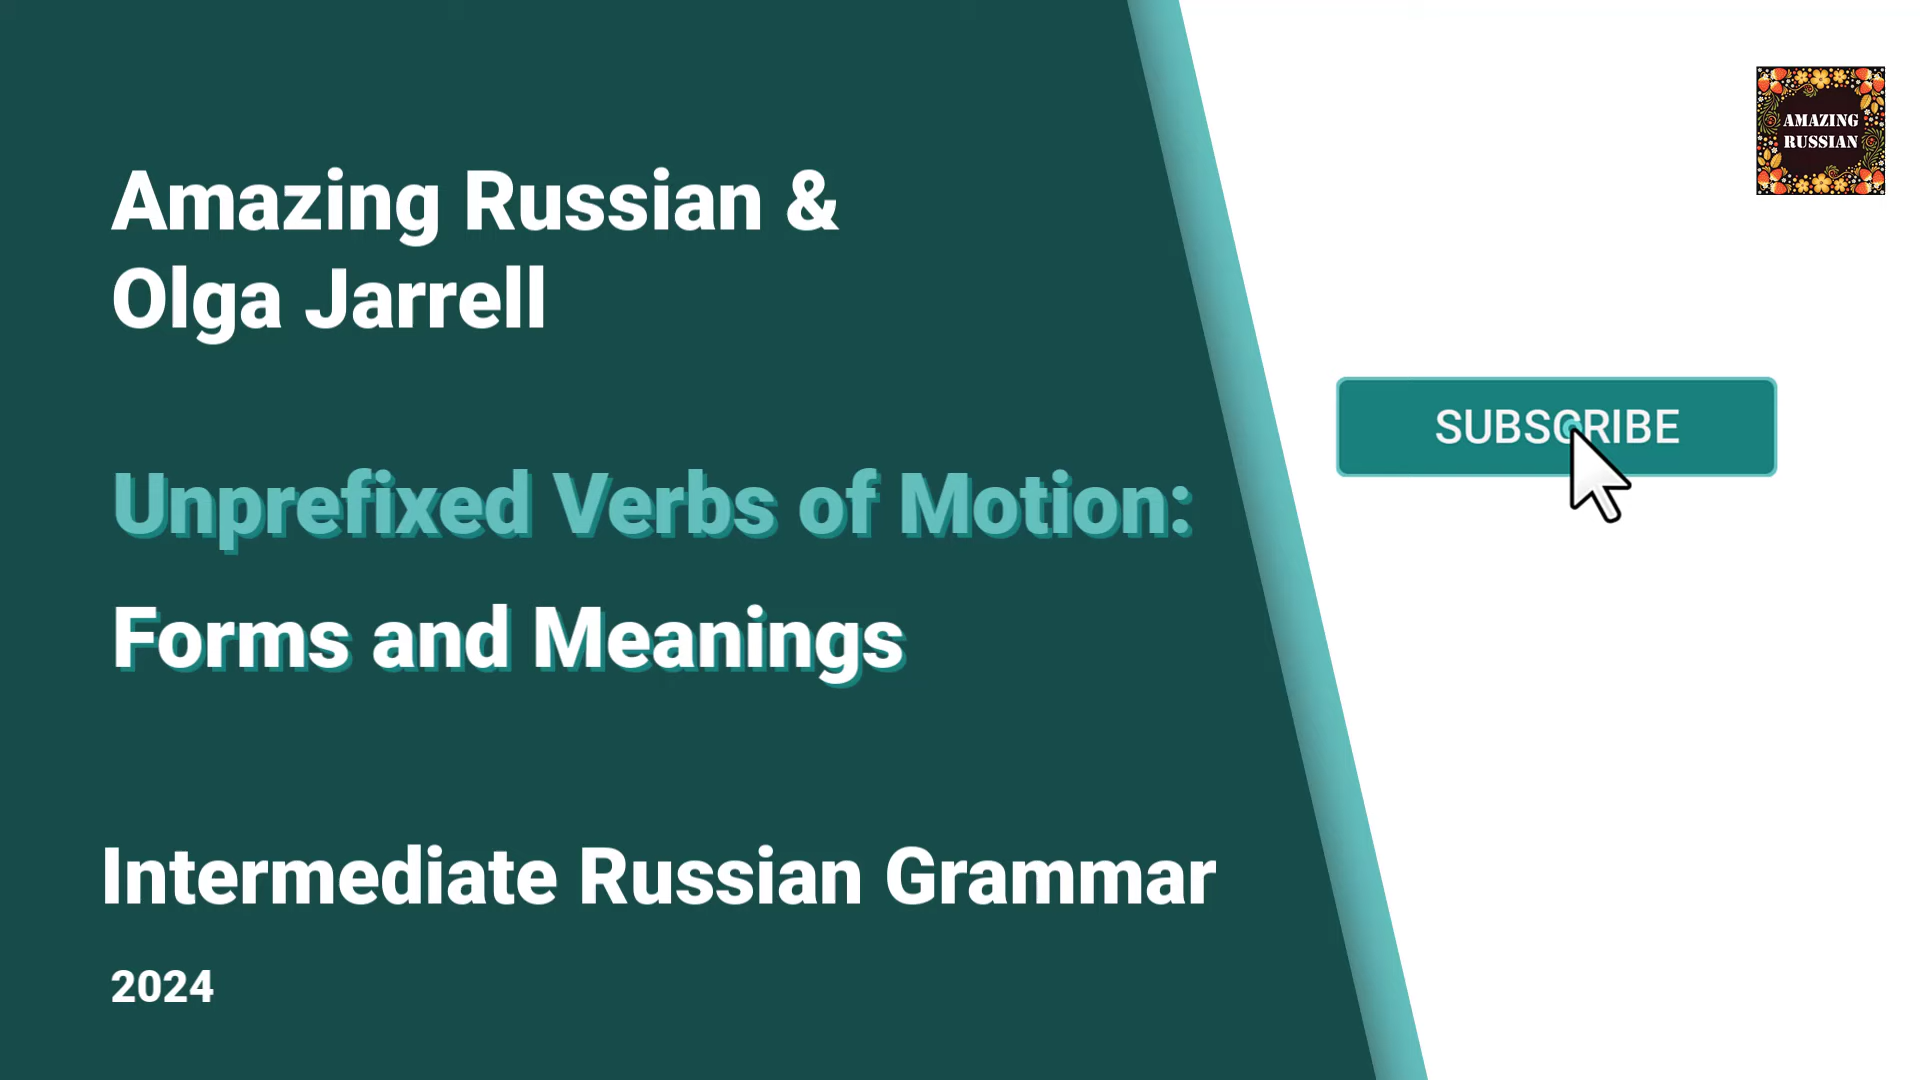 Amazing Russian &
Olga Jarrell
Unprefixed Verbs of Motion:
Forms and Meanings
Intermediate Russian Grammar
2024
AMAZING
RUSSIAN
SUBSCRIBE